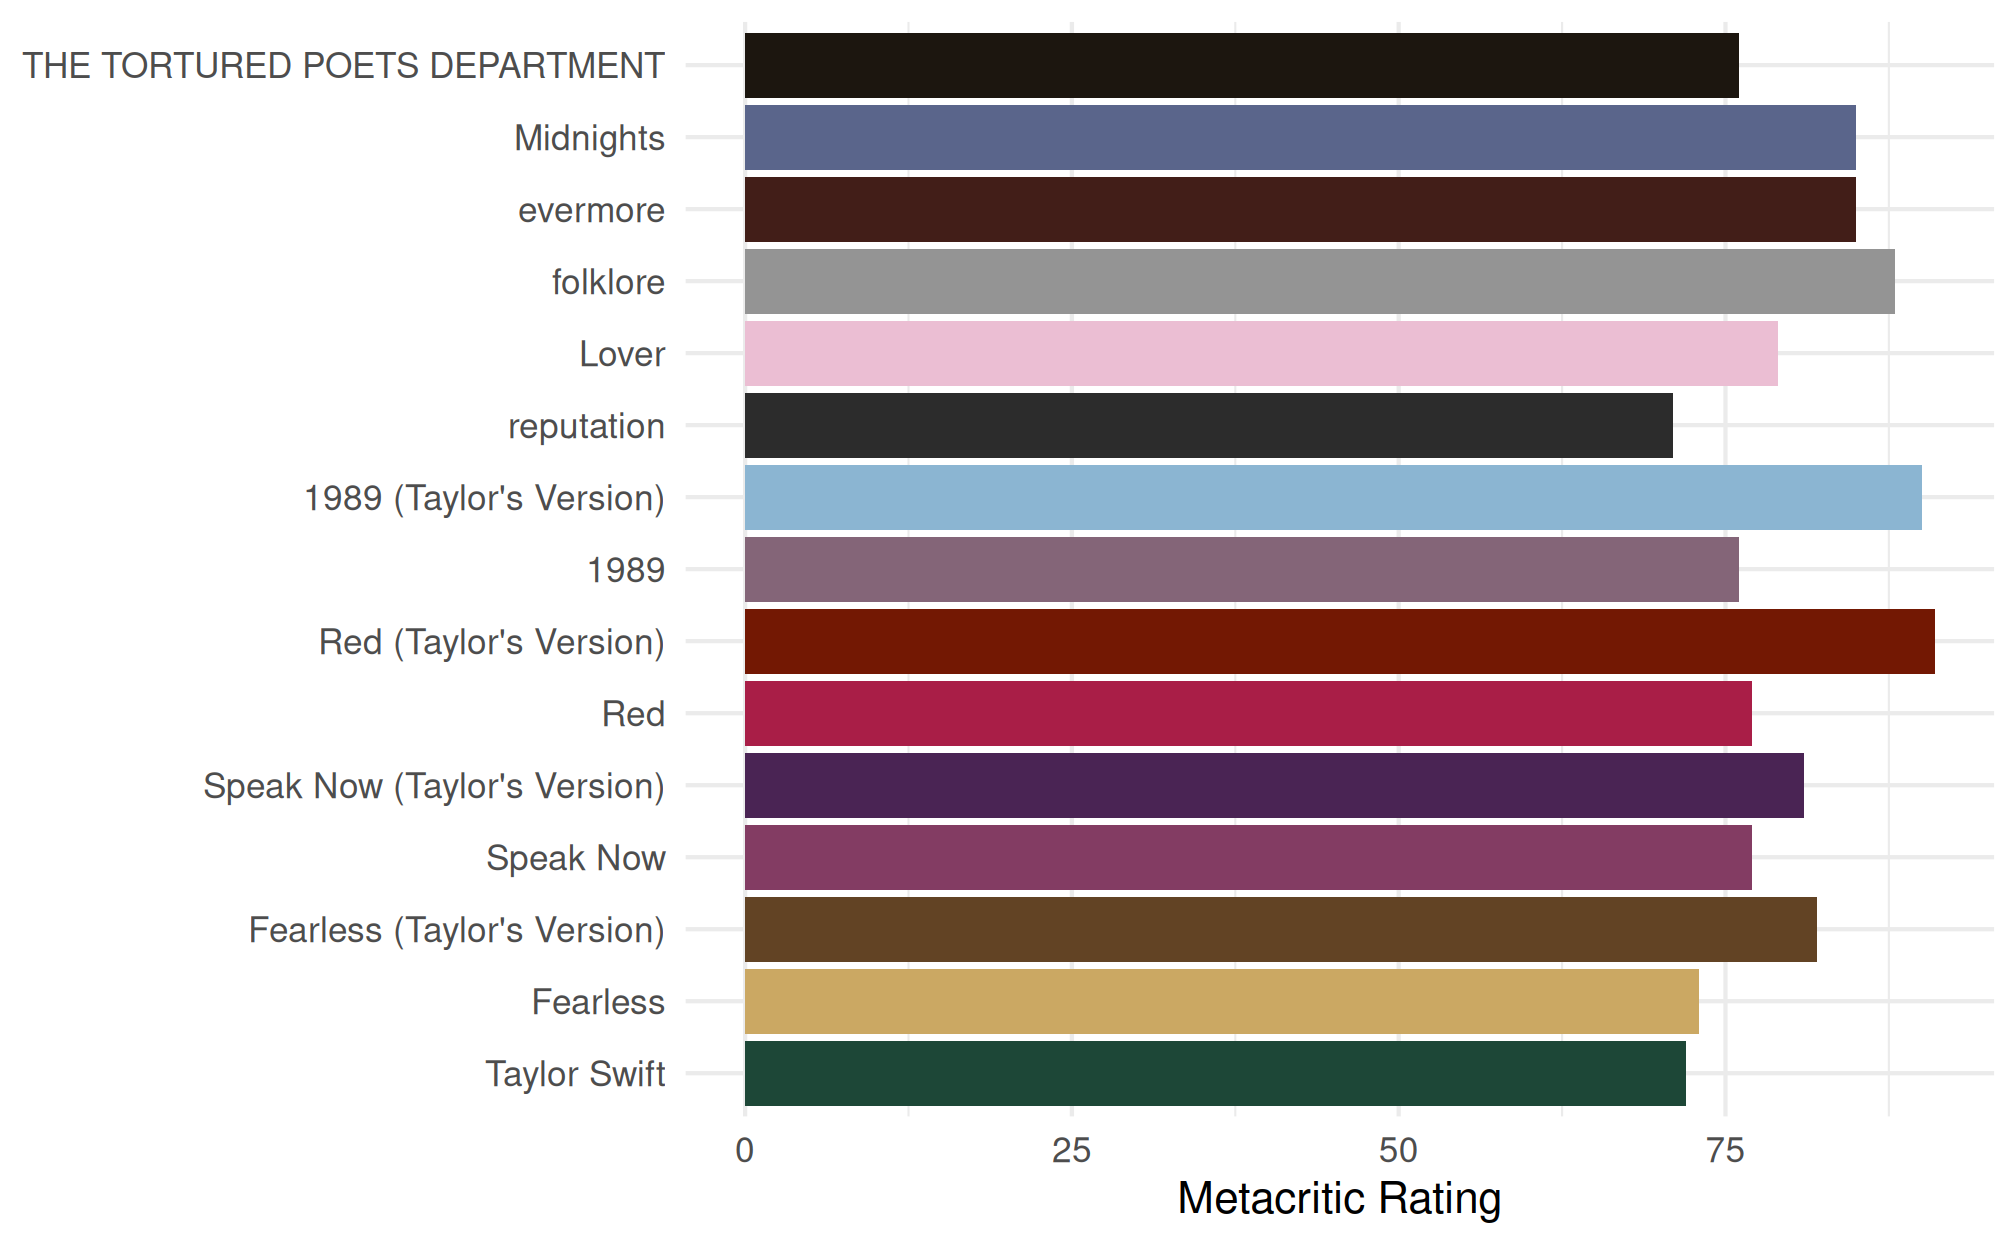 THE TORTURED POETS DEPARTMENT
Midnights
evermore
folklore
Lover
reputation
1989 (Taylor's Version)
1989
Red (Taylor's Version)
Red
Speak Now (Taylor's Version)
Speak Now
Fearless (Taylor's Version)
Fearless
Taylor Swift
0 25 50 75
Metacritic Rating